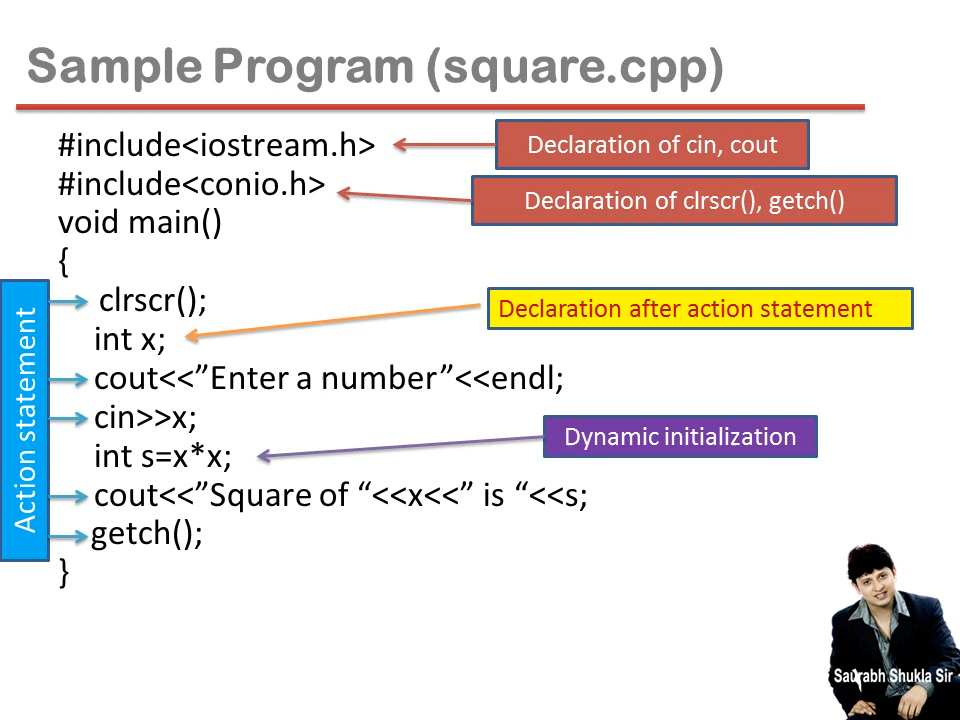 Sample Program (square.cpp)
#include<iostream.h>
Declaration of cin, cout
#include<conio.h>
Declaration of clrscr(), getch()
void main()
{
clrscr();
Declaration after action statement
int x;
cout<<”Enter a number”<<endl;
cin>>x;
Dynamic initialization
int s=x*x;
cout<<”Square of “<<x<<” is “<<s;
getch();
}
Action statement
Saurabh Shukla Sir